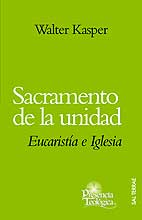 Walter Kasper
Sacramento
de la unidad
Eucaristía e Iglesia
Presencia
Teológica
SAL TERRAE